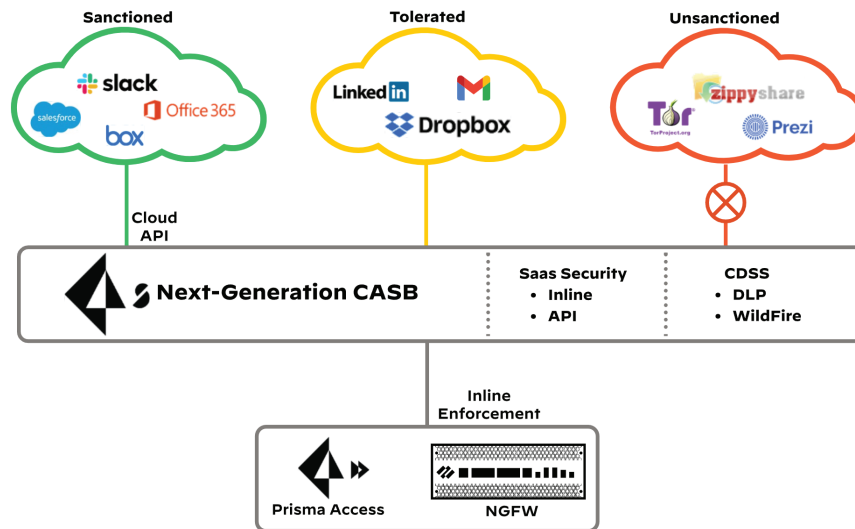 Sanctioned
Tolerated
Unsanctioned
slack
salesforce
Office 365
box
LinkedIn
Dropbox
zippyshare
Tor
TorProject.org
Prezi
Cloud
API
Next-Generation CASB
Saas Security
• Inline
• API
CDSS
• DLP
• WildFire
Inline
Enforcement
Prisma Access
NGFW